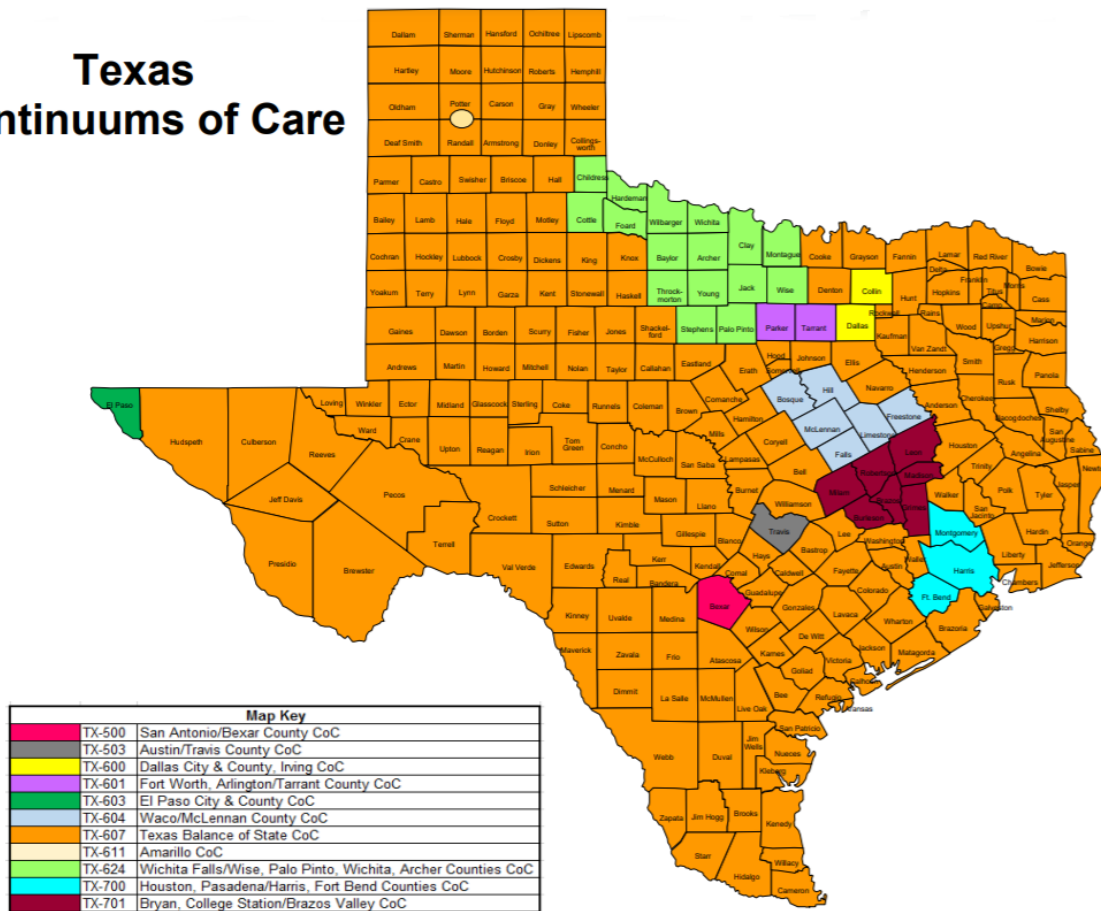 Texas
ntinuums of Care
Dallam Sherman Hansford Ochiltree Lipscomb
Hartley Moore Hutchinson Roberts Hemphill
Oldham Potter Carson Gray Wheeler
Deaf Smith Randall Armstrong Donley Collings-
worth
Parmer Castro Swisher Briscoe Hall Childress
Hardeman
Bailey Lamb Hale Floyd Motley Cottle Foard Wilbarger Wichita
Clay
Montague
Cochran Hockley Lubbock Crosby Dickens King Knox Baylor Archer Cooke Grayson Fannin Lamar Red River
Delta Bowie
Yoakum Terry Lynn Garza Kent Stonewall Haskell Throck-
morton Young Jack Wise Denton Collin Hunt Hopkins Franklin Titus Morris Cass
Camp
Rockwall Rains Marion
Gaines Dawson Borden Scurry Fisher Jones Shackel-
ford Stephens Palo Pinto Parker Tarrant Dallas Kaufman Wood Upshur Harrison
Van Zandt Gregg
Andrews Martin Howard Mitchell Nolan Taylor Callahan Eastland Erath Hood Somervell Johnson Ellis Henderson Smith Rusk Panola
El Paso Loving Winkler Ector Midland Glasscock Sterling Coke Runnels Coleman Brown Comanche Bosque Hill Navarro Anderson Cherokee Nacogdoches Shelby
Hudspeth Culberson Reeves Ward Crane Upton Reagan Irion Tom
Green Concho McCulloch San Saba Mills Hamilton McLennan Limestone Freestone Leon Houston Angelina San
Augustine Sabine
Coryell Falls Lampasas Bell Robertson Madison Trinity Polk Tyler Jasper Newto
Jeff Davis Pecos Schleicher Menard Mason Llano Burnet Williamson Milam Brazos Grimes Walker San
Jacinto Hardin
Presidio Brewster Terrell Crockett Sutton Kimble Gillespie Blanco Travis Lee Burleson Washington Montgomery Liberty Orange
Val Verde Edwards Real Kerr Bandera Kendall Comal Hays Caldwell Bastrop Fayette Austin Waller Harris Chambers Jefferson
Kinney Uvalde Medina Bexar Guadalupe Gonzales Lavaca Colorado Ft. Bend Galveston
Wharton Brazoria
Maverick Zavala Frio Atascosa Wilson Karnes De Witt Jackson Matagorda
Goliad Victoria
Dimmit La Salle McMullen Live Oak Bee Refugio Calhoun
Aransas
San Patricio
Webb Duval Jim
Wells Nueces
Kleberg
Zapata Jim Hogg Brooks Kenedy
Starr Hidalgo Willacy
Cameron
Map Key
TX-500 San Antonio/Bexar County CoC
TX-503 Austin/Travis County CoC
TX-600 Dallas City & County, Irving CoC
TX-601 Fort Worth, Arlington/Tarrant County CoC
TX-603 El Paso City & County CoC
TX-604 Waco/McLennan County CoC
TX-607 Texas Balance of State CoC
TX-611 Amarillo CoC
TX-624 Wichita Falls/Wise, Palo Pinto, Wichita, Archer Counties CoC
TX-700 Houston, Pasadena/Harris, Fort Bend Counties CoC
TX-701 Bryan, College Station/Brazos Valley CoC